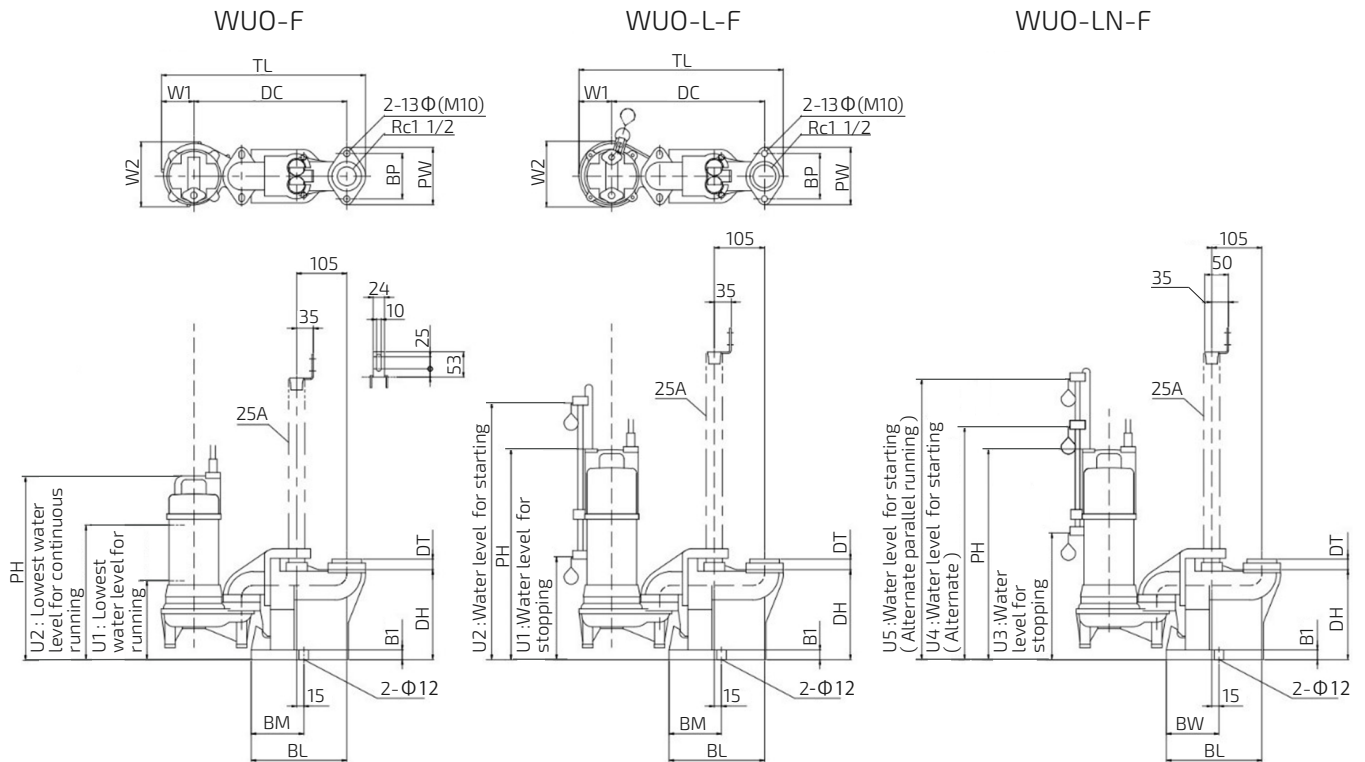 WUO-F
WUO-L-F
WUO-LN-F
TL
W1
DC
2-13Φ(M10)
Rc1 1/2
W2
BP
PW
TL
W1
DC
2-13Φ(M10)
Rc1 1/2
W2
BP
PW
105
24
10
35
25
53
25A
PH
U2 : Lowest water
level for continuous
running
U1 : Lowest
water level for
running
DT
DH
B1
2-Φ12
15
BM
BL
105
35
25A
U2 :Water level for starting
PH
U1 :Water level for
stopping
DT
DH
B1
2-Φ12
15
BM
BL
105
50
35
25A
U5 :Water level for starting
( Alternate parallel running )
U4 :Water level for starting
( Alternate )
PH
U3 :Water
level for
stopping
DT
DH
B1
2-Φ12
15
BW
BL